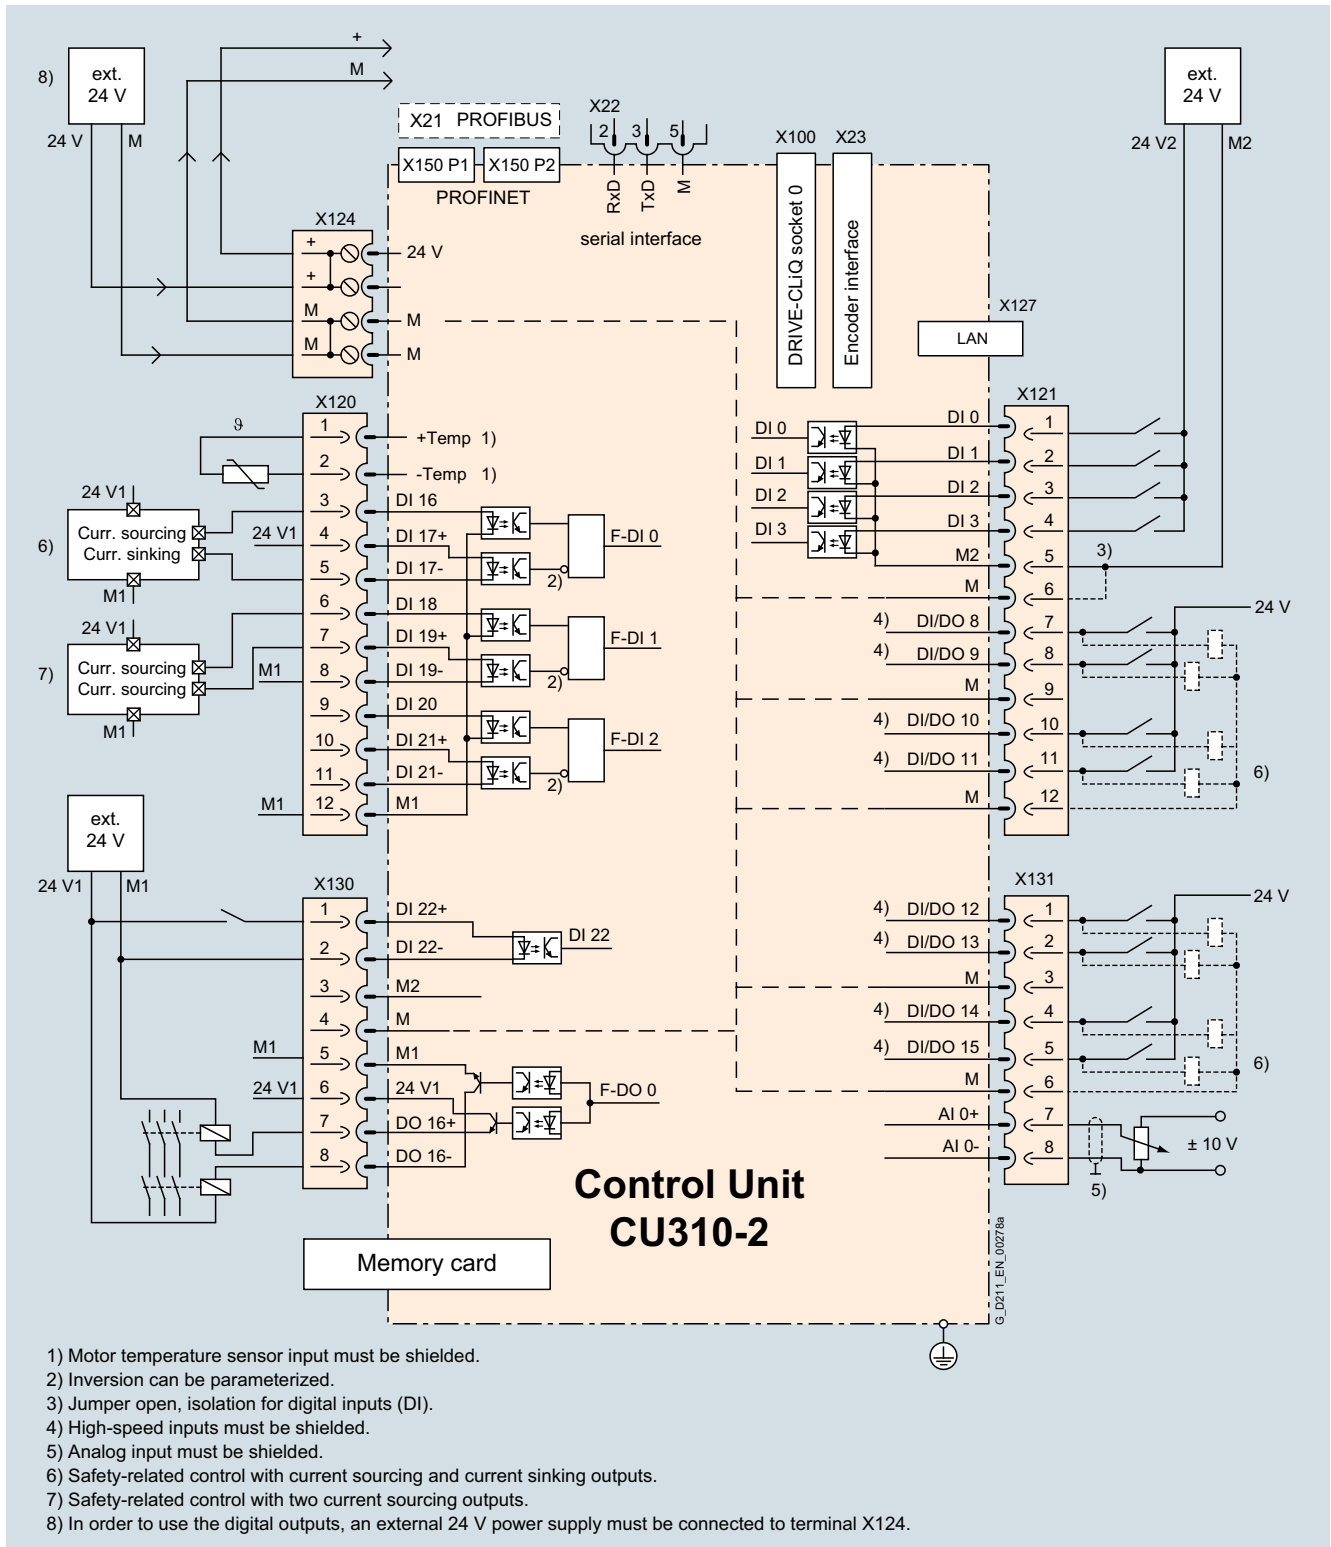 +
M
8)
ext.
24 V
24 V
M
X21 PROFIBUS
X150 P1
X150 P2
PROFINET
X22
2
3
5
RxD
TxD
M
serial interface
X100
X23
DRIVE-CLiQ socket 0
Encoder interface
ext.
24 V
24 V2
M2
X127
LAN
X124
+
24 V
+
M
M
M
M
X120
ϑ
1
+Temp 1)
2
-Temp 1)
3
DI 16
24 V1
4
DI 17+
5
DI 17-
2)
F-DI 0
6)
24 V1
Curr. sourcing
Curr. sinking
M1
6
DI 18
7
DI 19+
M1
8
DI 19-
2)
F-DI 1
7)
24 V1
Curr. sourcing
Curr. sourcing
M1
9
DI 20
10
DI 21+
11
DI 21-
2)
F-DI 2
M1
12
M1
X121
DI 0
DI 0
1
DI 1
DI 1
2
DI 2
DI 2
3
DI 3
DI 3
4
M2
5
3)
M
6
24 V
4) DI/DO 8
7
4) DI/DO 9
8
M
9
4) DI/DO 10
10
4) DI/DO 11
11
6)
M
12
ext.
24 V
24 V1
M1
X130
1
DI 22+
2
DI 22-
DI 22
3
M2
4
M
M1
5
M1
24 V1
6
24 V1
F-DO 0
7
DO 16+
8
DO 16-
X131
24 V
4) DI/DO 12
1
4) DI/DO 13
2
M
3
4) DI/DO 14
4
4) DI/DO 15
5
6)
M
6
AI 0+
7
AI 0-
8
± 10 V
5)
Control Unit
CU310-2
Memory card
G_D211_EN_00278a
1) Motor temperature sensor input must be shielded.
2) Inversion can be parameterized.
3) Jumper open, isolation for digital inputs (DI).
4) High-speed inputs must be shielded.
5) Analog input must be shielded.
6) Safety-related control with current sourcing and current sinking outputs.
7) Safety-related control with two current sourcing outputs.
8) In order to use the digital outputs, an external 24 V power supply must be connected to terminal X124.